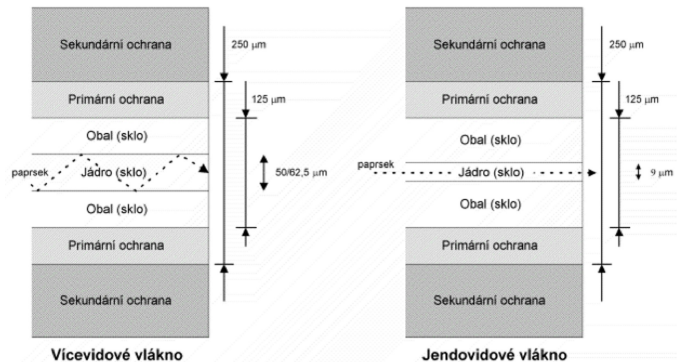 Sekundární ochrana
250 µm
Primární ochrana
125 µm
Obal (sklo)
paprsek
Jádro (sklo)
50/62,5 µm
Obal (sklo)
Primární ochrana
Sekundární ochrana
Vícevidové vlákno
Sekundární ochrana
250 µm
Primární ochrana
125 µm
Obal (sklo)
paprsek
Jádro (sklo)
9 µm
Obal (sklo)
Primární ochrana
Sekundární ochrana
Jendovidové vlákno